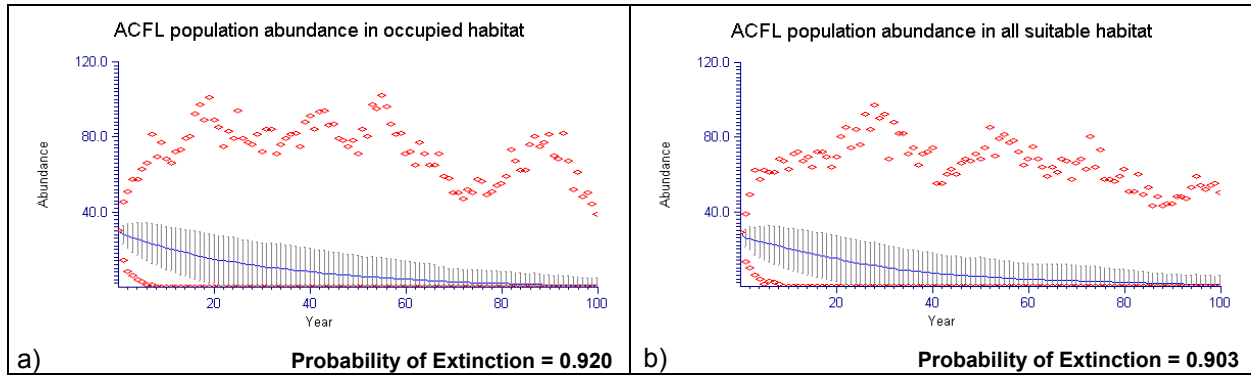 ACFL population abundance in occupied habitat
120.0
80.0
40.0
Abundance
20
40
60
80
100
Year
a)
Probability of Extinction = 0.920
ACFL population abundance in all suitable habitat
120.0
80.0
40.0
Abundance
20
40
60
80
100
Year
b)
Probability of Extinction = 0.903